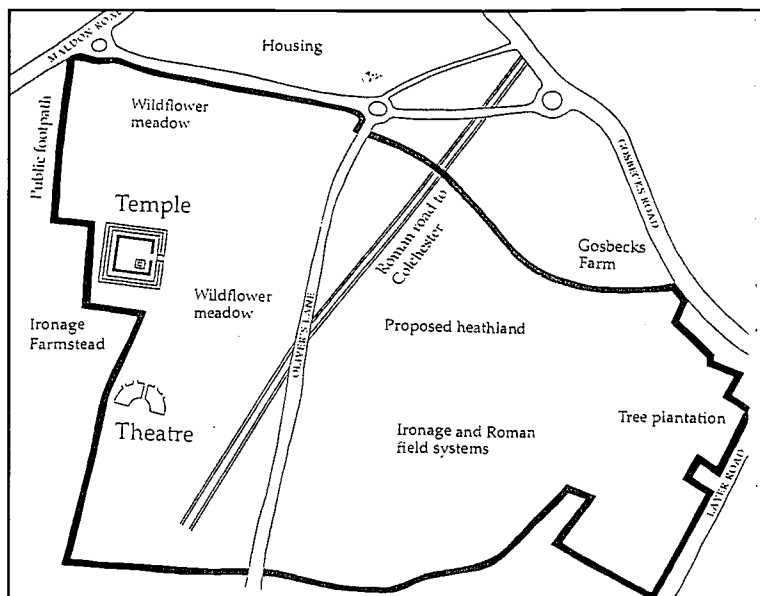 MALDON ROAD
Housing
Wildflower
meadow
Public footpath
GOSBECKS ROAD
Temple
Roman road to
Colchester
Gosbecks
Farm
Wildflower
meadow
OLIVER'S LANE
Ironage
Farmstead
Proposed heathland
Theatre
Ironage and Roman
field systems
Tree plantation
LAYER ROAD